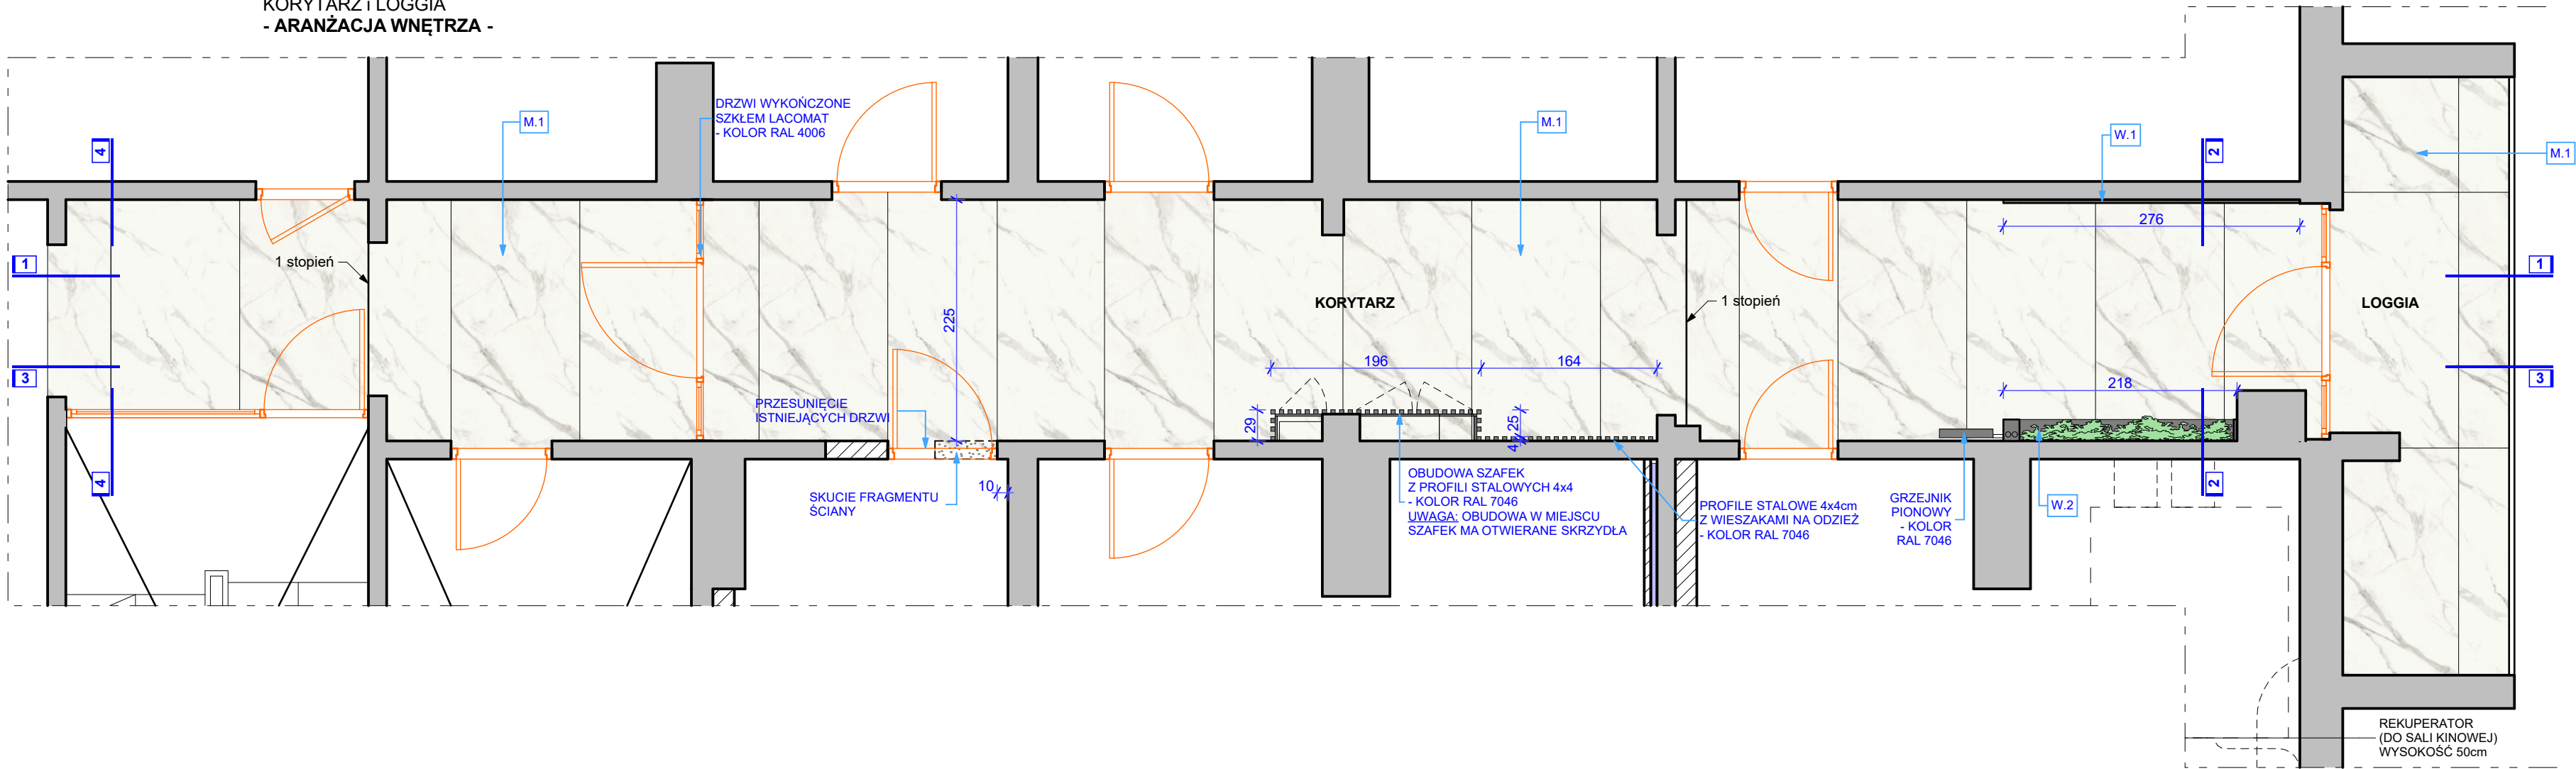 KORYTARZ i LOGGIA
- ARANŻACJA WNĘTRZA -
M.1
DRZWI WYKOŃCZONE
SZKŁEM LACOMAT
- KOLOR RAL 4006
M.1
W.1
M.1
4
2
1
1 stopień
225
KORYTARZ
1 stopień
276
LOGGIA
1
3
196
164
218
3
PRZESUNIĘCIE
ISTNIEJĄCYCH DRZWI
29
25
4
4
SKUCIE FRAGMENTU
ŚCIANY
10
OBUDOWA SZAFEK
Z PROFILI STALOWYCH 4x4
- KOLOR RAL 7046
UWAGA: OBUDOWA W MIEJSCU
SZAFEK MA OTWIERANE SKRZYDŁA
PROFILE STALOWE 4x4cm
Z WIESZAKAMI NA ODZIEŻ
- KOLOR RAL 7046
GRZEJNIK
PIONOWY
- KOLOR
RAL 7046
W.2
2
REKUPERATOR
(DO SALI KINOWEJ)
WYSOKOŚĆ 50cm